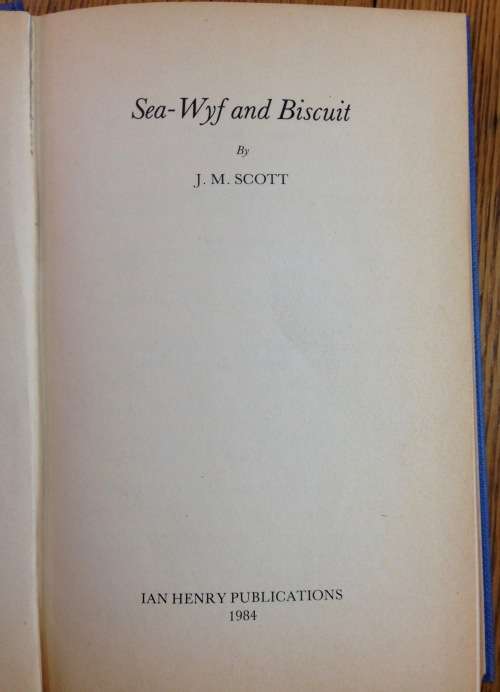 Sea-Wyf and Biscuit
By
J. M. SCOTT
IAN HENRY PUBLICATIONS
1984